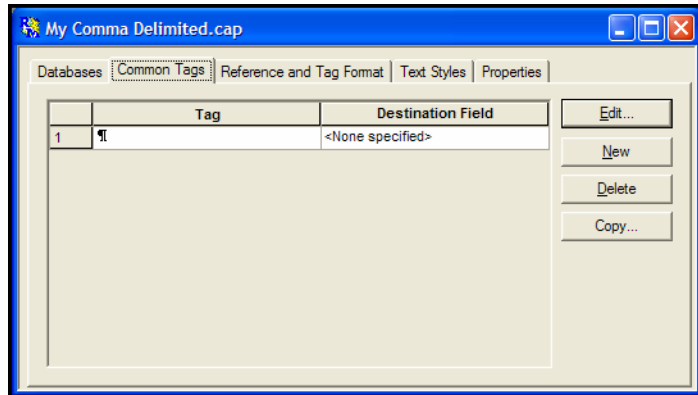 My Comma Delimited.cap
Databases Common Tags Reference and Tag Format Text Styles Properties
Tag Destination Field Edit...
1 ¶ <None specified>
New
Delete
Copy...